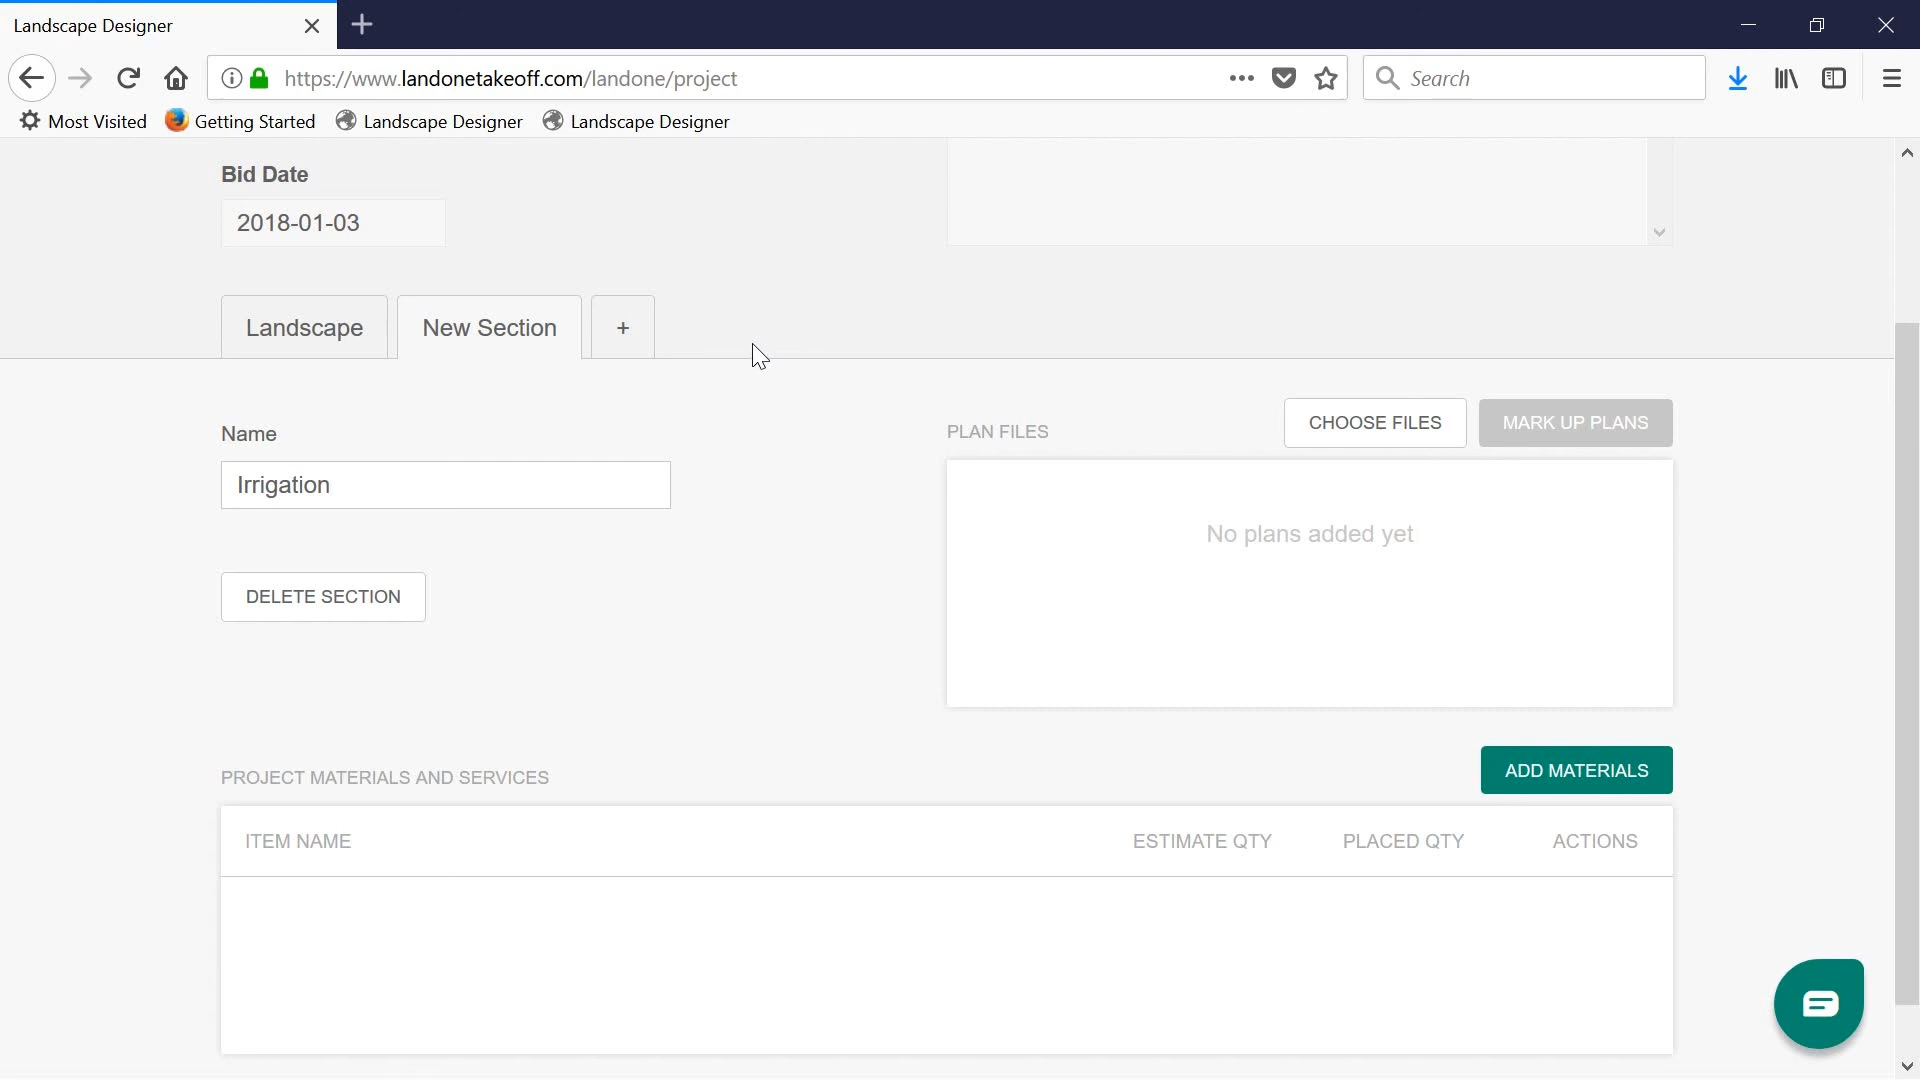 Landscape Designer
https://www.landonetakeoff.com/landone/project
Search
Most Visited
Getting Started
Landscape Designer
Landscape Designer
Bid Date
2018-01-03
Landscape
New Section
+
Name
Irrigation
DELETE SECTION
PLAN FILES
CHOOSE FILES
MARK UP PLANS
No plans added yet
PROJECT MATERIALS AND SERVICES
ADD MATERIALS
ITEM NAME
ESTIMATE QTY
PLACED QTY
ACTIONS